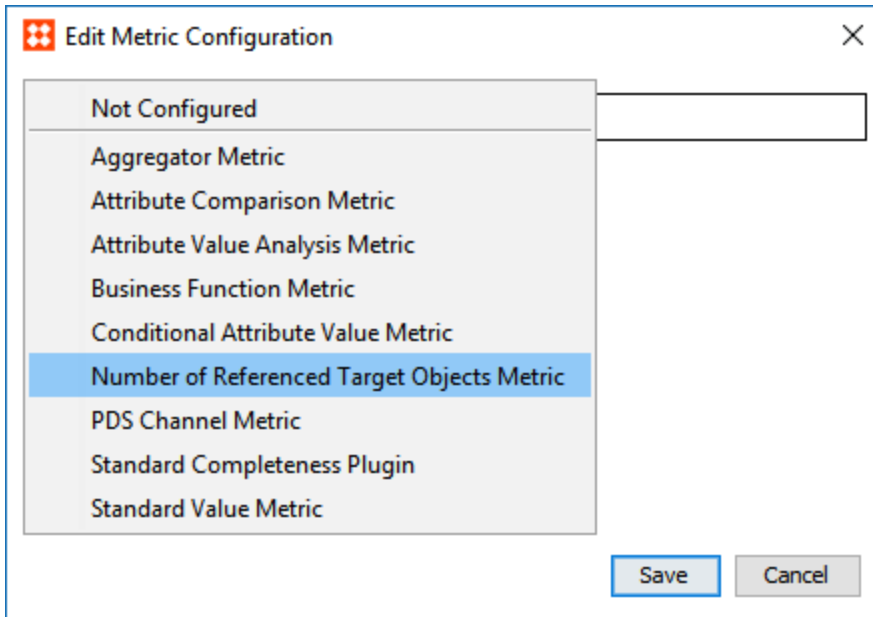 Edit Metric Configuration
Not Configured
Aggregator Metric
Attribute Comparison Metric
Attribute Value Analysis Metric
Business Function Metric
Conditional Attribute Value Metric
Number of Referenced Target Objects Metric
PDS Channel Metric
Standard Completeness Plugin
Standard Value Metric
Save Cancel